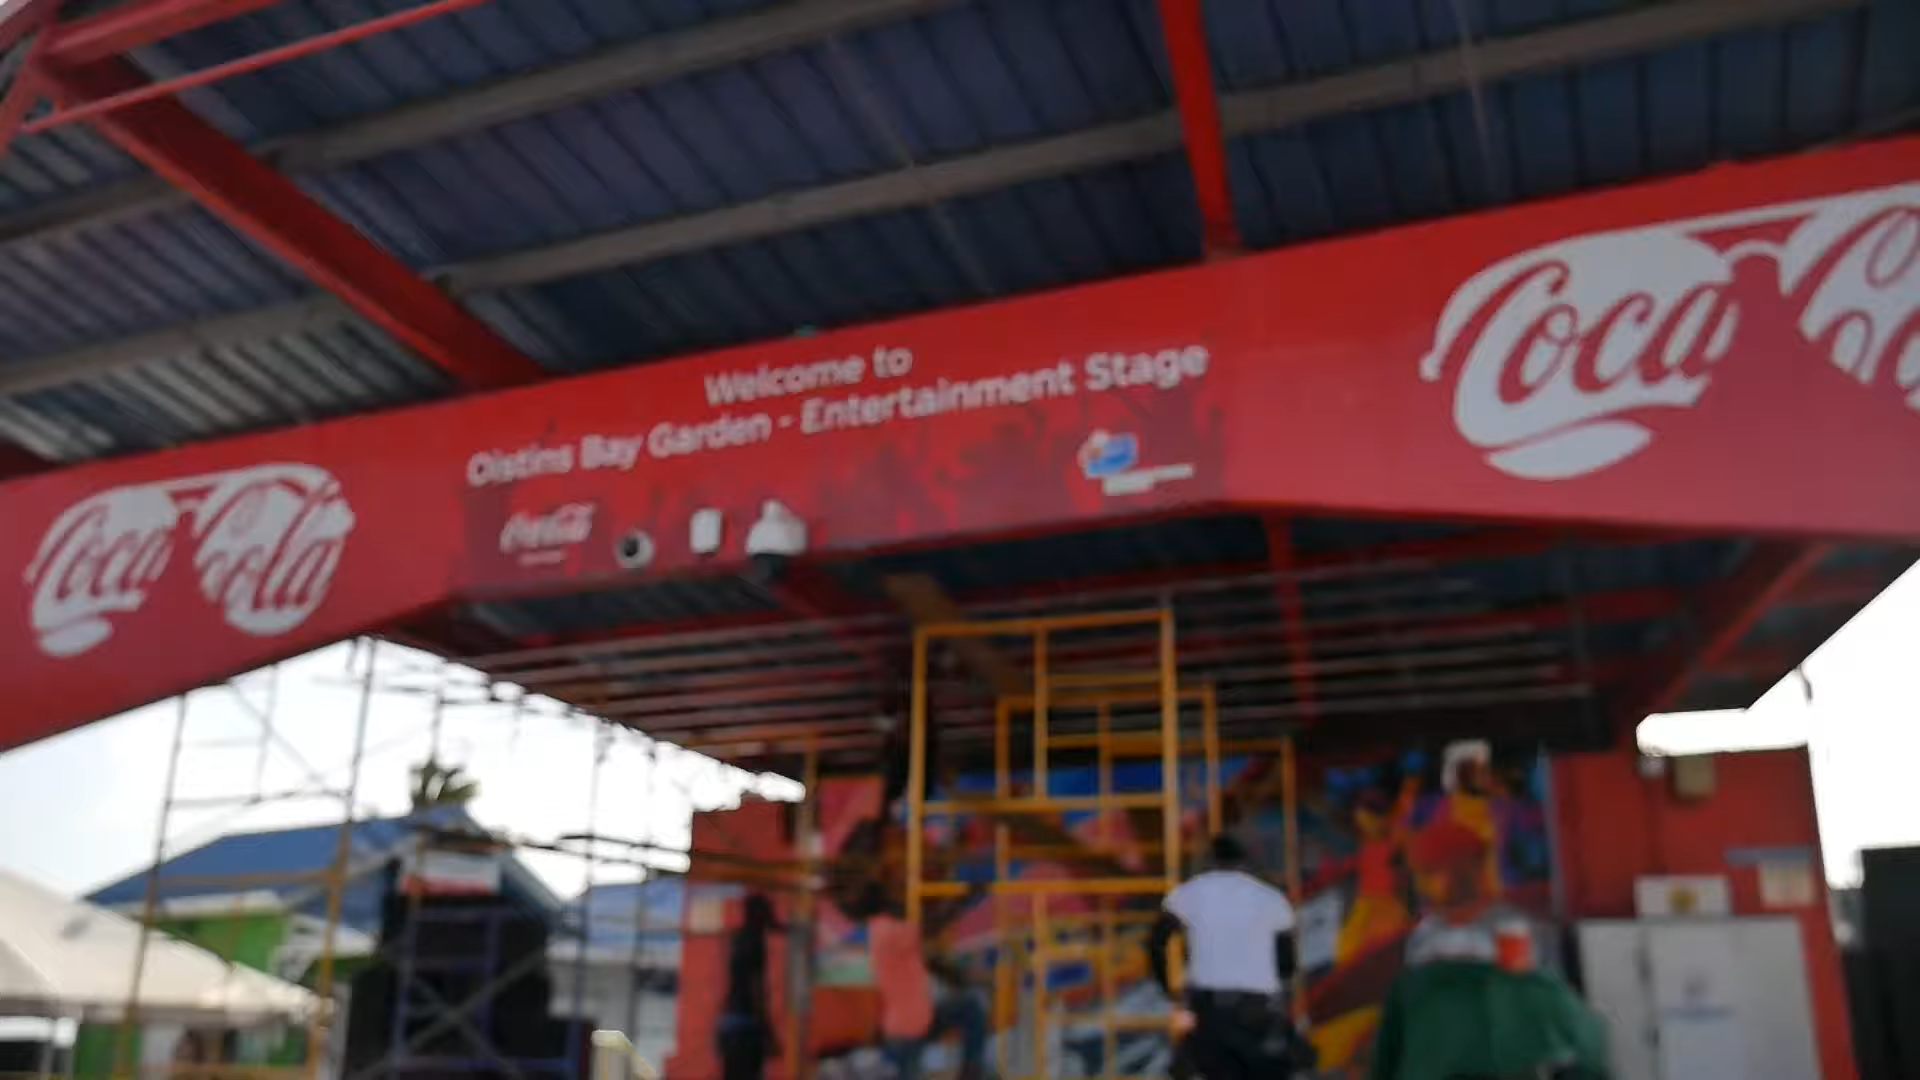 Welcome to
Oistins Bay Garden - Entertainment Stage
Coca Cola
Coca-Cola
Coca